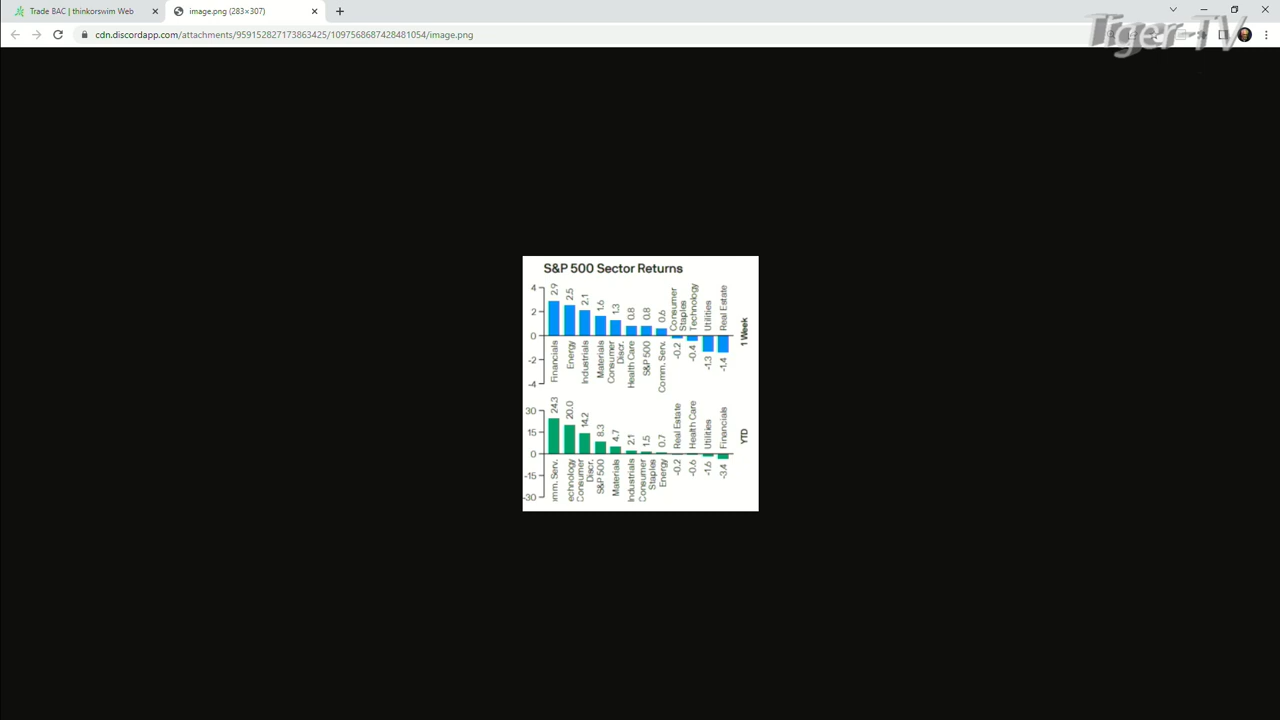 Trade BAC | thinkorswim Web
image.png (283×307)
cdn.discordapp.com/attachments/959152827173863425/1097568687428481054/image.png
Tiger-TV
S&P 500 Sector Returns
4
2
0
-2
-4
2.9
2.5
2.1
1.6
1.3
0.8
0.8
0.6
Consumer
Staples
Technology
Utilities
Real Estate
Financials
Energy
Industrials
Materials
Consumer
Discr.
Health Care
S&P 500
Comm. Serv.
-0.2
-0.4
-1.3
-1.4
1 Week
30
15
0
-15
-30
24.3
20.0
14.2
8.3
4.7
2.1
1.5
0.7
Real Estate
Health Care
Utilities
Financials
mm. Serv.
echnology
Consumer
Discr.
S&P 500
Materials
Industrials
Consumer
Staples
Energy
-0.2
-0.6
-1.6
-3.4
YTD